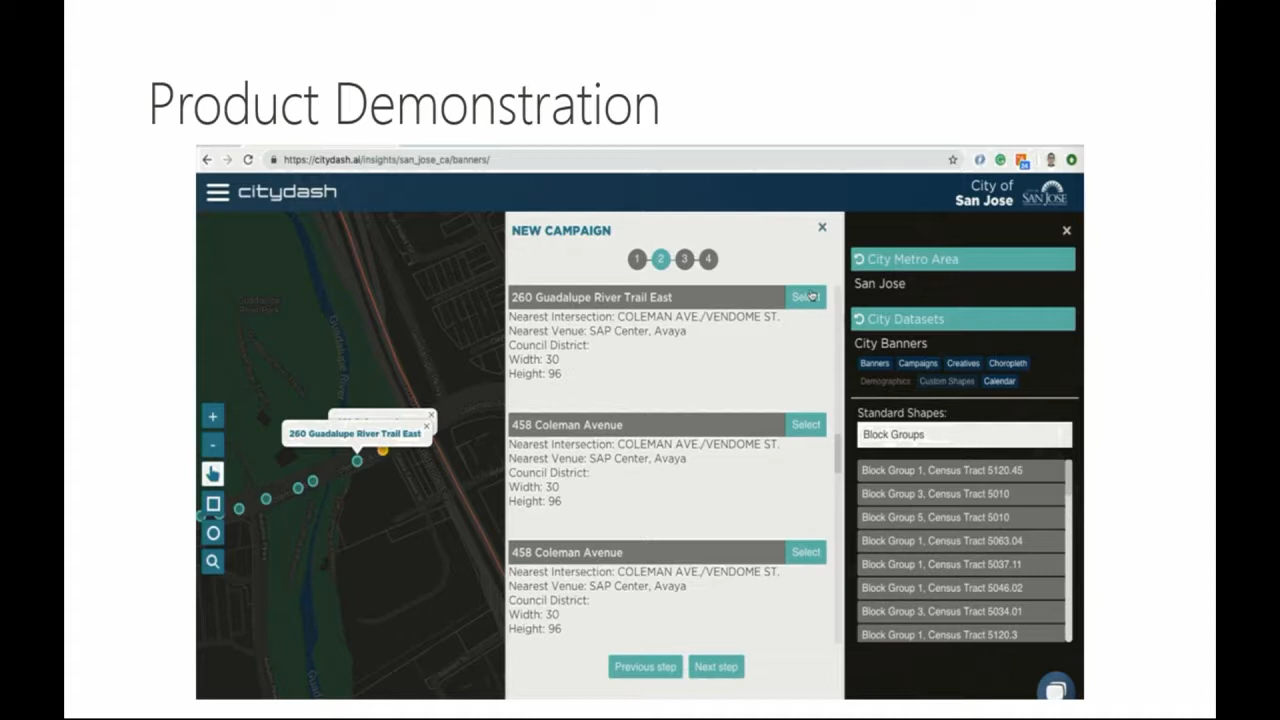 Product Demonstration
https://citydash.ai/insights/san_jose_ca/banners/
citydash
City of
San Jose
SAN JOSE
NEW CAMPAIGN
1 2 3 4
260 Guadalupe River Trail East
Select
Nearest Intersection: COLEMAN AVE./VENDOME ST.
Nearest Venue: SAP Center, Avaya
Council District:
Width: 30
Height: 96
458 Coleman Avenue
Select
Nearest Intersection: COLEMAN AVE./VENDOME ST.
Nearest Venue: SAP Center, Avaya
Council District:
Width: 30
Height: 96
458 Coleman Avenue
Select
Nearest Intersection: COLEMAN AVE./VENDOME ST.
Nearest Venue: SAP Center, Avaya
Council District:
Width: 30
Height: 96
Previous step
Next step
City Metro Area
San Jose
City Datasets
City Banners
Banners Campaigns Creatives Choropleth
Demographics Custom Shapes Calendar
Standard Shapes:
Block Groups
Block Group 1, Census Tract 5120.45
Block Group 3, Census Tract 5010
Block Group 5, Census Tract 5010
Block Group 1, Census Tract 5063.04
Block Group 1, Census Tract 5037.11
Block Group 1, Census Tract 5046.02
Block Group 3, Census Tract 5034.01
Block Group 1, Census Tract 5120.3
Guadalupe
River Park
Guadalupe River
260 Guadalupe River Trail East